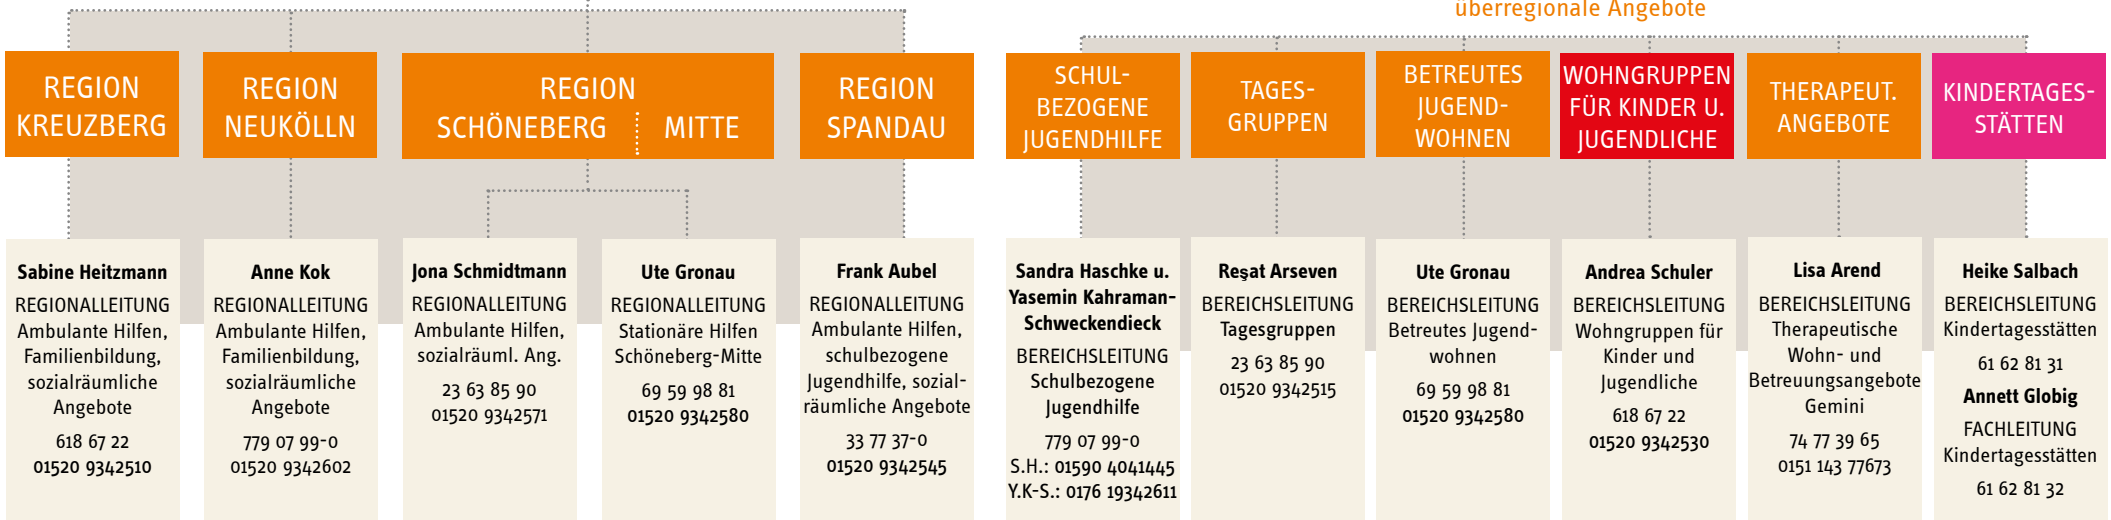 überregionale Angebote
REGION
KREUZBERG
REGION
NEUKÖLLN
REGION
SCHÖNEBERG
MITTE
REGION
SPANDAU
SCHUL-
BEZOGENE
JUGENDHILFE
TAGES-
GRUPPEN
BETREUTES
JUGEND-
WOHNEN
WOHNGRUPPEN
FÜR KINDER U.
JUGENDLICHE
THERAPEUT.
ANGEBOTE
KINDERTAGES-
STÄTTEN
Sabine Heitzmann
REGIONALLEITUNG
Ambulante Hilfen,
Familienbildung,
sozialräumliche
Angebote
618 67 22
01520 9342510
Anne Kok
REGIONALLEITUNG
Ambulante Hilfen,
Familienbildung,
sozialräumliche
Angebote
779 07 99-0
01520 9342602
Jona Schmidtmann
REGIONALLEITUNG
Ambulante Hilfen,
sozialräuml. Ang.
23 63 85 90
01520 9342571
Ute Gronau
REGIONALLEITUNG
Stationäre Hilfen
Schöneberg-Mitte
69 59 98 81
01520 9342580
Frank Aubel
REGIONALLEITUNG
Ambulante Hilfen,
schulbezogene
Jugendhilfe, sozial-
räumliche Angebote
33 77 37-0
01520 9342545
Sandra Haschke u.
Yasemin Kahraman-
Schweckendieck
BEREICHSLEITUNG
Schulbezogene
Jugendhilfe
779 07 99-0
S.H.: 01590 4041445
Y.K-S.: 0176 19342611
Reşat Arseven
BEREICHSLEITUNG
Tagesgruppen
23 63 85 90
01520 9342515
Ute Gronau
BEREICHSLEITUNG
Betreutes Jugend-
wohnen
69 59 98 81
01520 9342580
Andrea Schuler
BEREICHSLEITUNG
Wohngruppen für
Kinder und
Jugendliche
618 67 22
01520 9342530
Lisa Arend
BEREICHSLEITUNG
Therapeutische
Wohn- und
Betreuungsangebote
Gemini
74 77 39 65
0151 143 77673
Heike Salbach
BEREICHSLEITUNG
Kindertagesstätten
61 62 81 31
Annett Globig
FACHLEITUNG
Kindertagesstätten
61 62 81 32